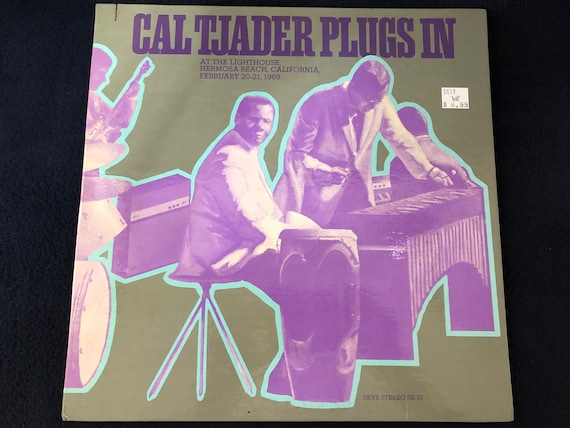 CAL TJADER PLUGS IN
AT THE LIGHTHOUSE,
HERMOSA BEACH, CALIFORNIA,
FEBRUARY 20-21, 1969
SKYE STEREO SK-10